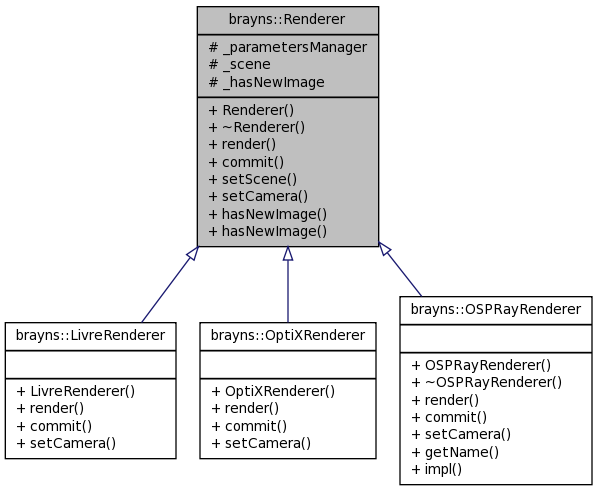 brayns::Renderer
# _parametersManager
# _scene
# _hasNewImage
+ Renderer()
+ ~Renderer()
+ render()
+ commit()
+ setScene()
+ setCamera()
+ hasNewImage()
+ hasNewImage()
brayns::LivreRenderer
+ LivreRenderer()
+ render()
+ commit()
+ setCamera()
brayns::OptiXRenderer
+ OptiXRenderer()
+ render()
+ commit()
+ setCamera()
brayns::OSPRayRenderer
+ OSPRayRenderer()
+ ~OSPRayRenderer()
+ render()
+ commit()
+ setCamera()
+ getName()
+ impl()